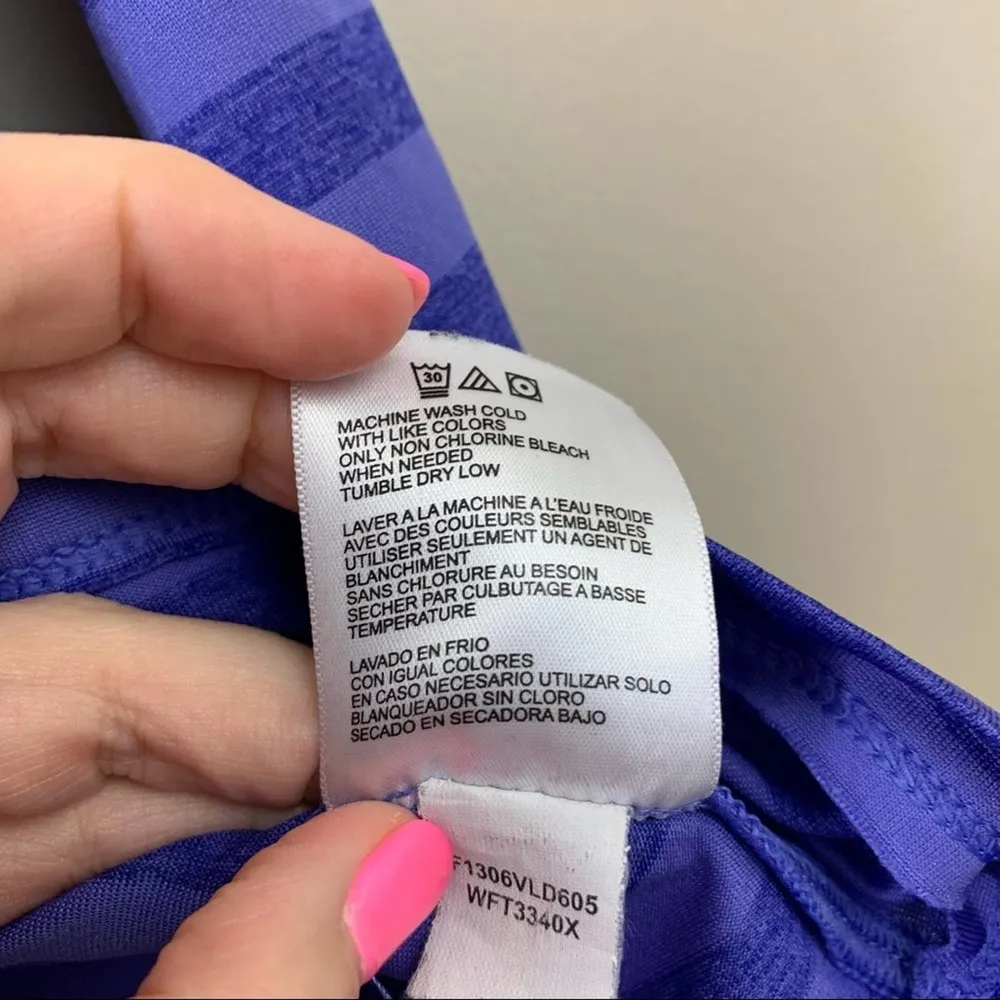 30
MACHINE WASH COLD
WITH LIKE COLORS
ONLY NON CHLORINE BLEACH
WHEN NEEDED
TUMBLE DRY LOW
LAVER A LA MACHINE A L'EAU FROIDE
AVEC DES COULEURS SEMBLABLES
UTILISER SEULEMENT UN AGENT DE
BLANCHIMENT
SANS CHLORURE AU BESOIN
SECHER PAR CULBUTAGE A BASSE
TEMPERATURE
LAVADO EN FRIO
CON IGUAL COLORES
EN CASO NECESARIO UTILIZAR SOLO
BLANQUEADOR SIN CLORO
SECADO EN SECADORA BAJO
F1306VLD605
WFT3340X